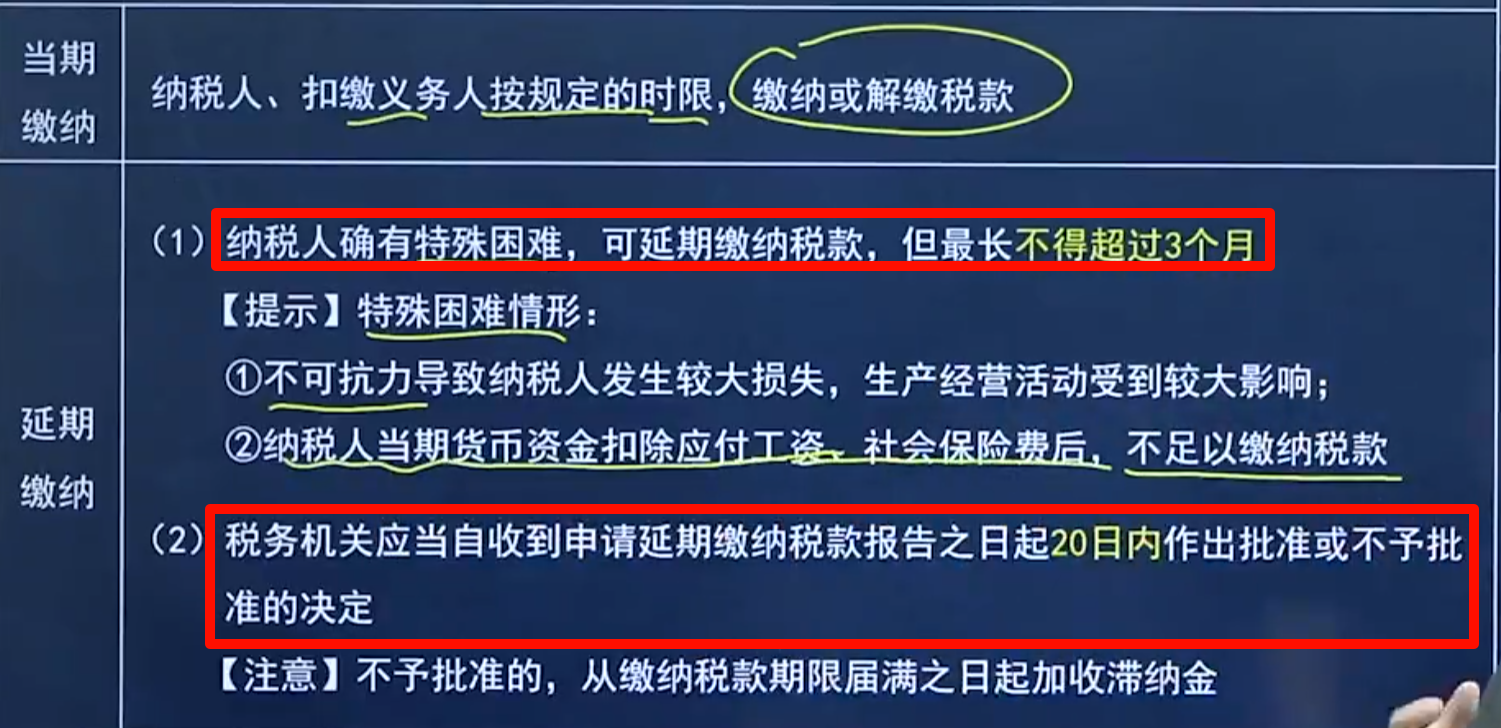 当期
缴纳
纳税人、扣缴义务人按规定的时限，缴纳或解缴税款
延期
缴纳
（1）纳税人确有特殊困难，可延期缴纳税款，但最长不得超过3个月
【提示】特殊困难情形：
①不可抗力导致纳税人发生较大损失，生产经营活动受到较大影响；
②纳税人当期货币资金扣除应付工资、社会保险费后，不足以缴纳税款
（2）税务机关应当自收到申请延期缴纳税款报告之日起20日内作出批准或不予批
准的决定
【注意】不予批准的，从缴纳税款期限届满之日起加收滞纳金